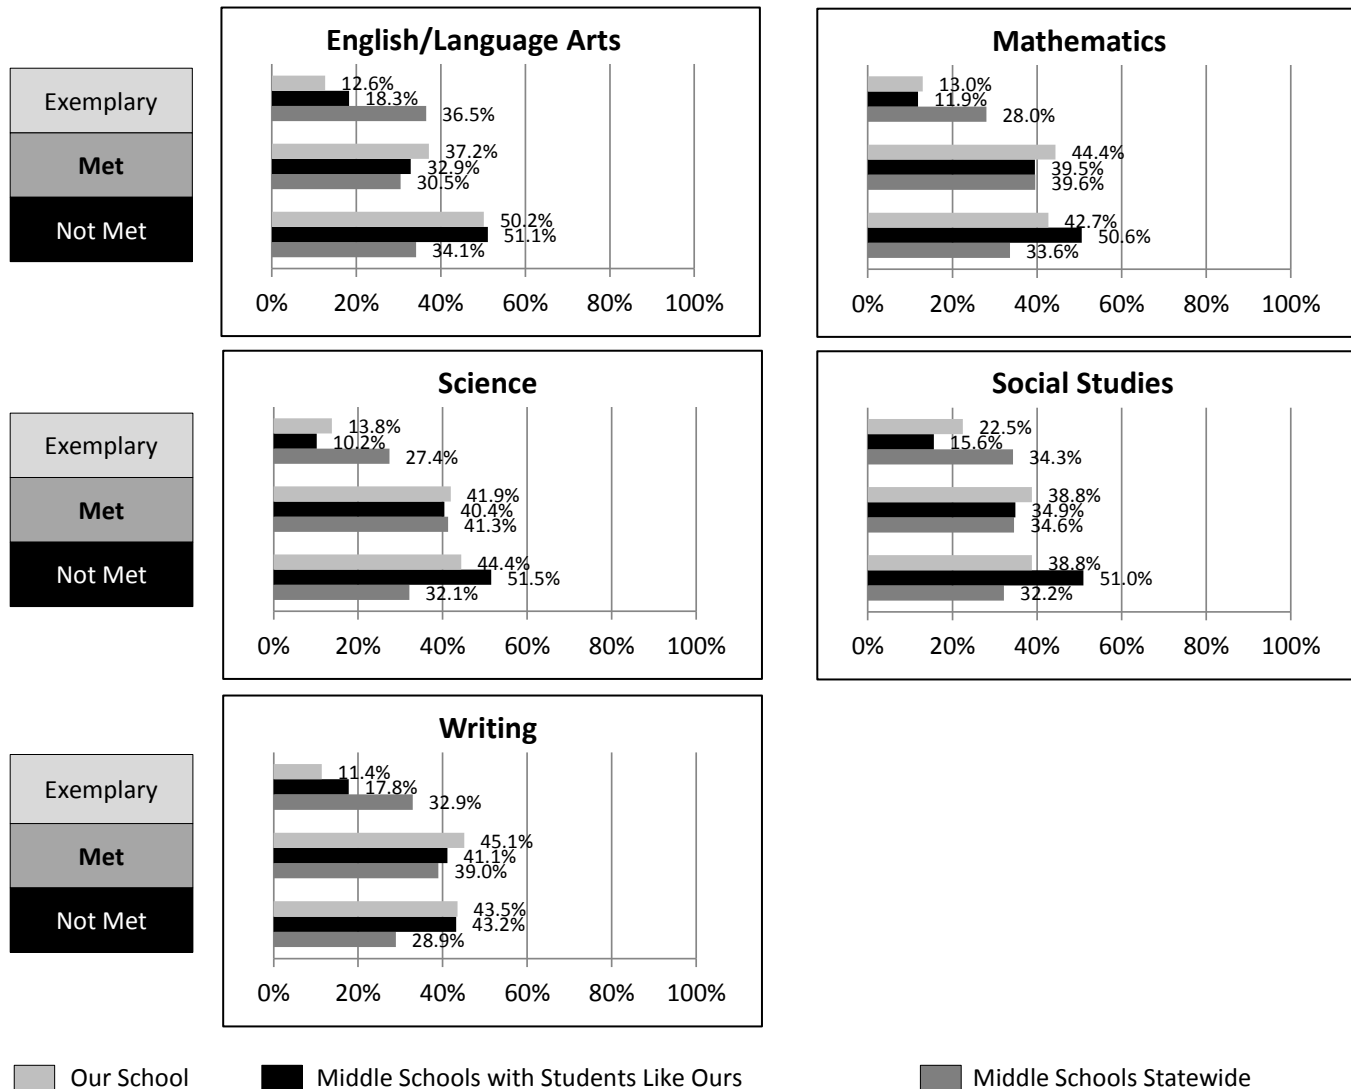 English/Language Arts
Exemplary
Met
Not Met
12.6%
18.3%
36.5%
37.2%
32.9%
30.5%
50.2%
51.1%
34.1%
0% 20% 40% 60% 80% 100%
Mathematics
13.0%
11.9%
28.0%
44.4%
39.5%
39.6%
42.7%
50.6%
33.6%
0% 20% 40% 60% 80% 100%
Science
Exemplary
Met
Not Met
13.8%
10.2%
27.4%
41.9%
40.4%
41.3%
44.4%
51.5%
32.1%
0% 20% 40% 60% 80% 100%
Social Studies
22.5%
15.6%
34.3%
38.8%
34.9%
34.6%
38.8%
51.0%
32.2%
0% 20% 40% 60% 80% 100%
Writing
Exemplary
Met
Not Met
11.4%
17.8%
32.9%
45.1%
41.1%
39.0%
43.5%
43.2%
28.9%
0% 20% 40% 60% 80% 100%
Our School Middle Schools with Students Like Ours Middle Schools Statewide